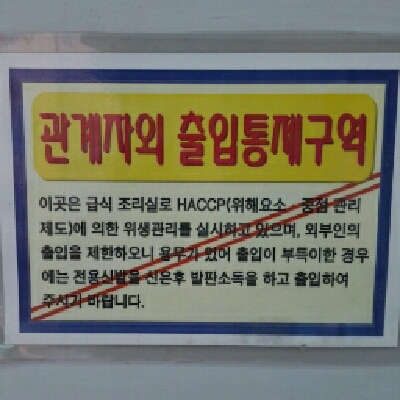 관계자외 출입통제구역
이곳은 급식 조리실로 HACCP(위해요소 중점 관리
제도)에 의한 위생관리를 실시하고 있으며, 외부인의
출입을 제한하오니 용무가 있어 출입이 부득이한 경우
에는 전용신발을 신은후 발판소독을 하고 출입하여
주시기 바랍니다.